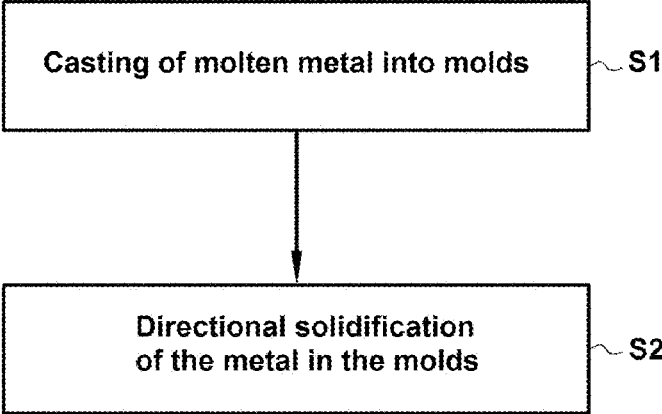 Casting of molten metal into molds
S1
Directional solidification
of the metal in the molds
S2